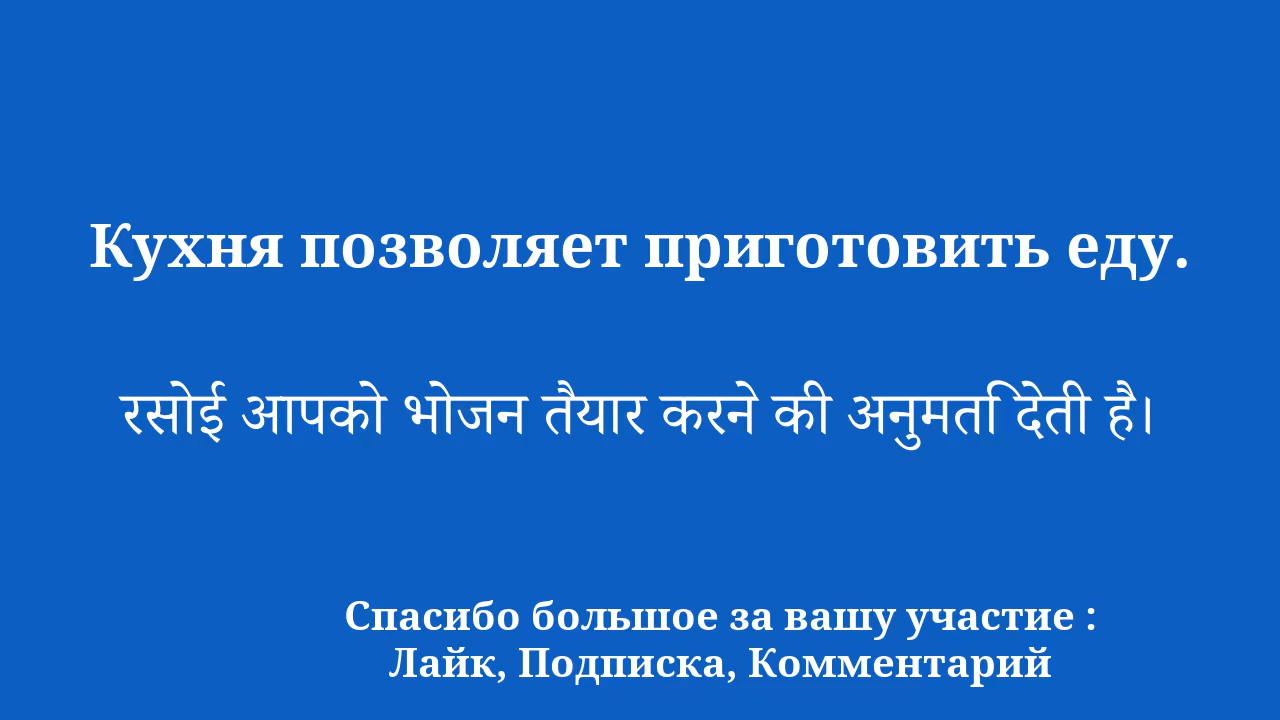 Кухня позволяет приготовить еду.
रसोई आपको भोजन तैयार करने की अनुमति देती है।
Спасибо большое за вашу участие :
Лайк, Подписка, Комментарий